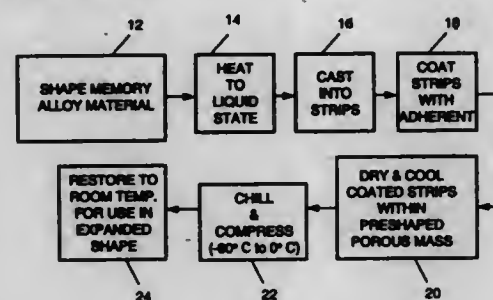 12
14
16
18
SHAPE MEMORY
ALLOY MATERIAL
HEAT
TO
LIQUID
STATE
CAST
INTO
STRIPS
COAT
STRIPS
WITH
ADHERENT
RESTORE TO
ROOM TEMP.
FOR USE IN
EXPANDED
SHAPE
CHILL
&
COMPRESS
(-60° C to 0° C)
DRY & COOL
COATED STRIPS
WITHIN
PRESHAPED
POROUS MASS
24
22
20